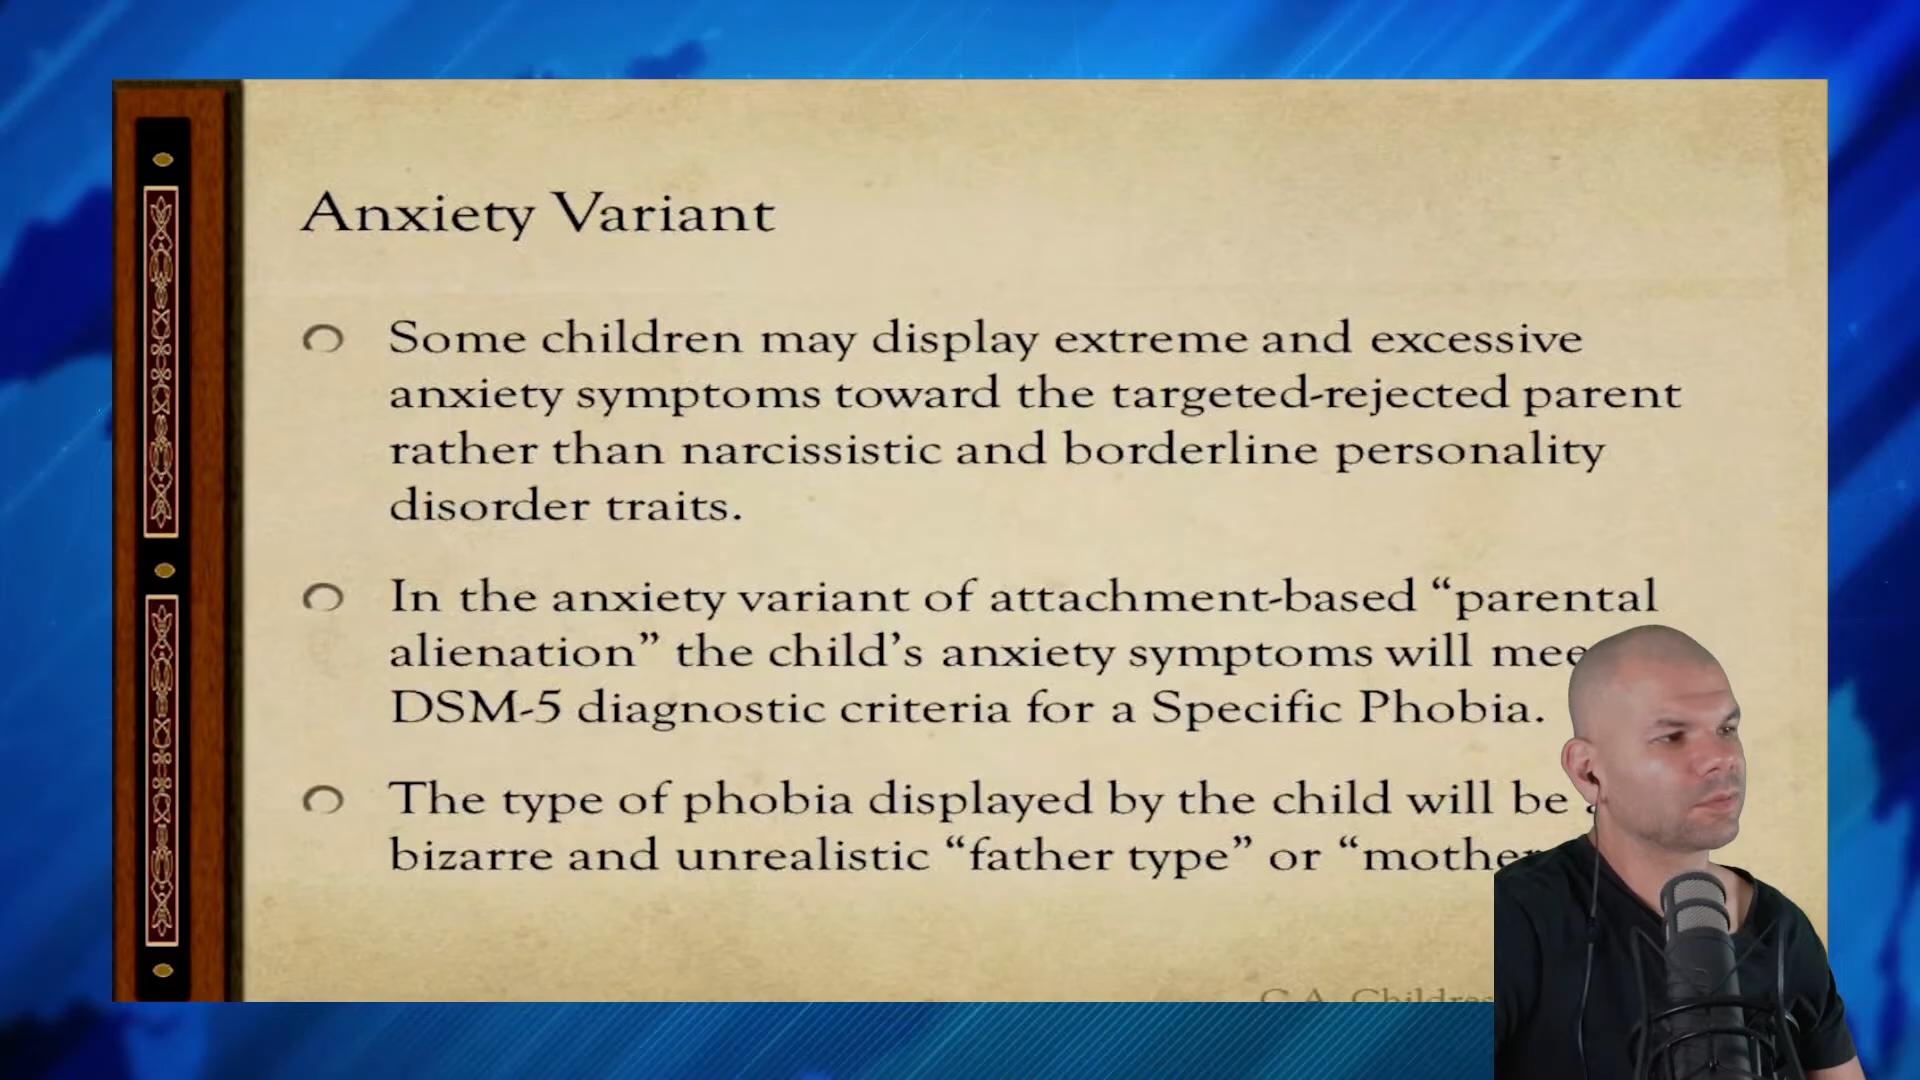 Anxiety Variant
Some children may display extreme and excessive
anxiety symptoms toward the targeted-rejected parent
rather than narcissistic and borderline personality
disorder traits.
In the anxiety variant of attachment-based “parental
alienation” the child’s anxiety symptoms will
DSM-5 diagnostic criteria for a Specific Phobia.
The type of phobia displayed by the child will be
bizarre and unrealistic “father type” or “mother
C.A.